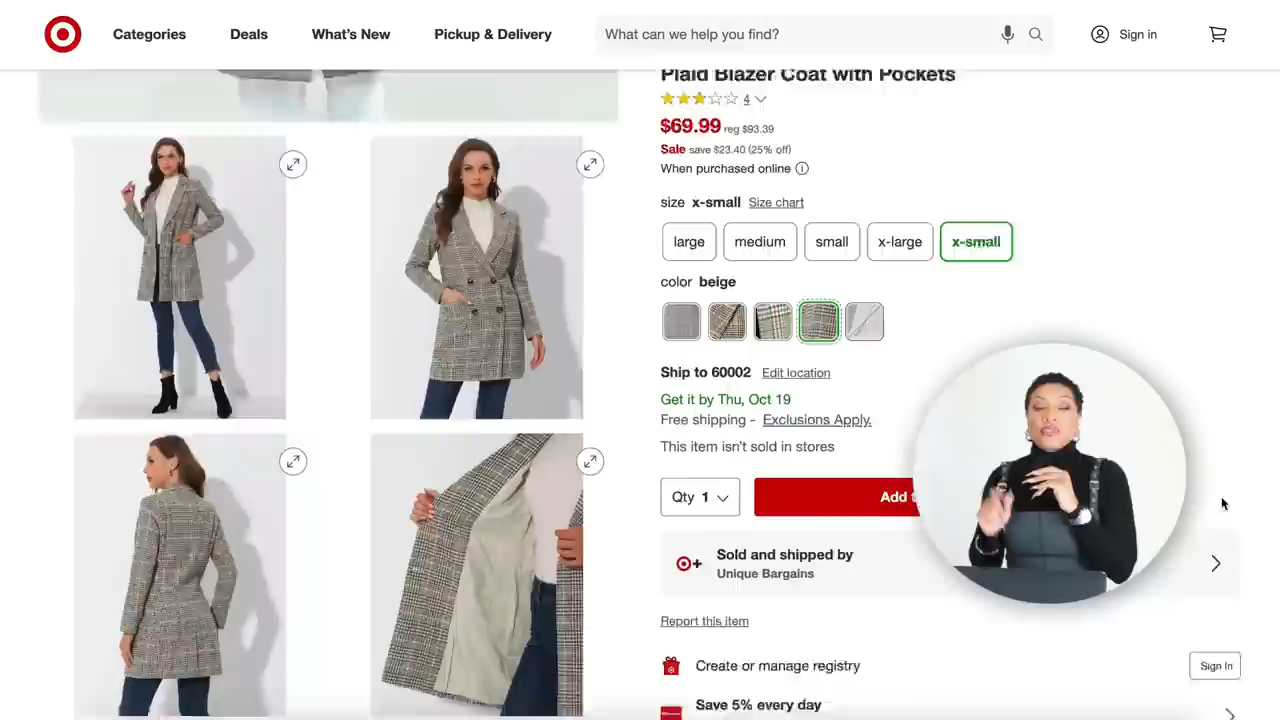 Categories
Deals
What's New
Pickup & Delivery
What can we help you find?
Sign in
Plaid Blazer Coat with Pockets
4
$69.99 reg $93.39
Sale save $23.40 (25% off)
When purchased online
size x-small Size chart
large
medium
small
x-large
x-small
color beige
Ship to 60002 Edit location
Get it by Thu, Oct 19
Free shipping - Exclusions Apply.
This item isn't sold in stores
Qty 1
Add
Sold and shipped by
Unique Bargains
Report this item
Create or manage registry
Sign In
Save 5% every day